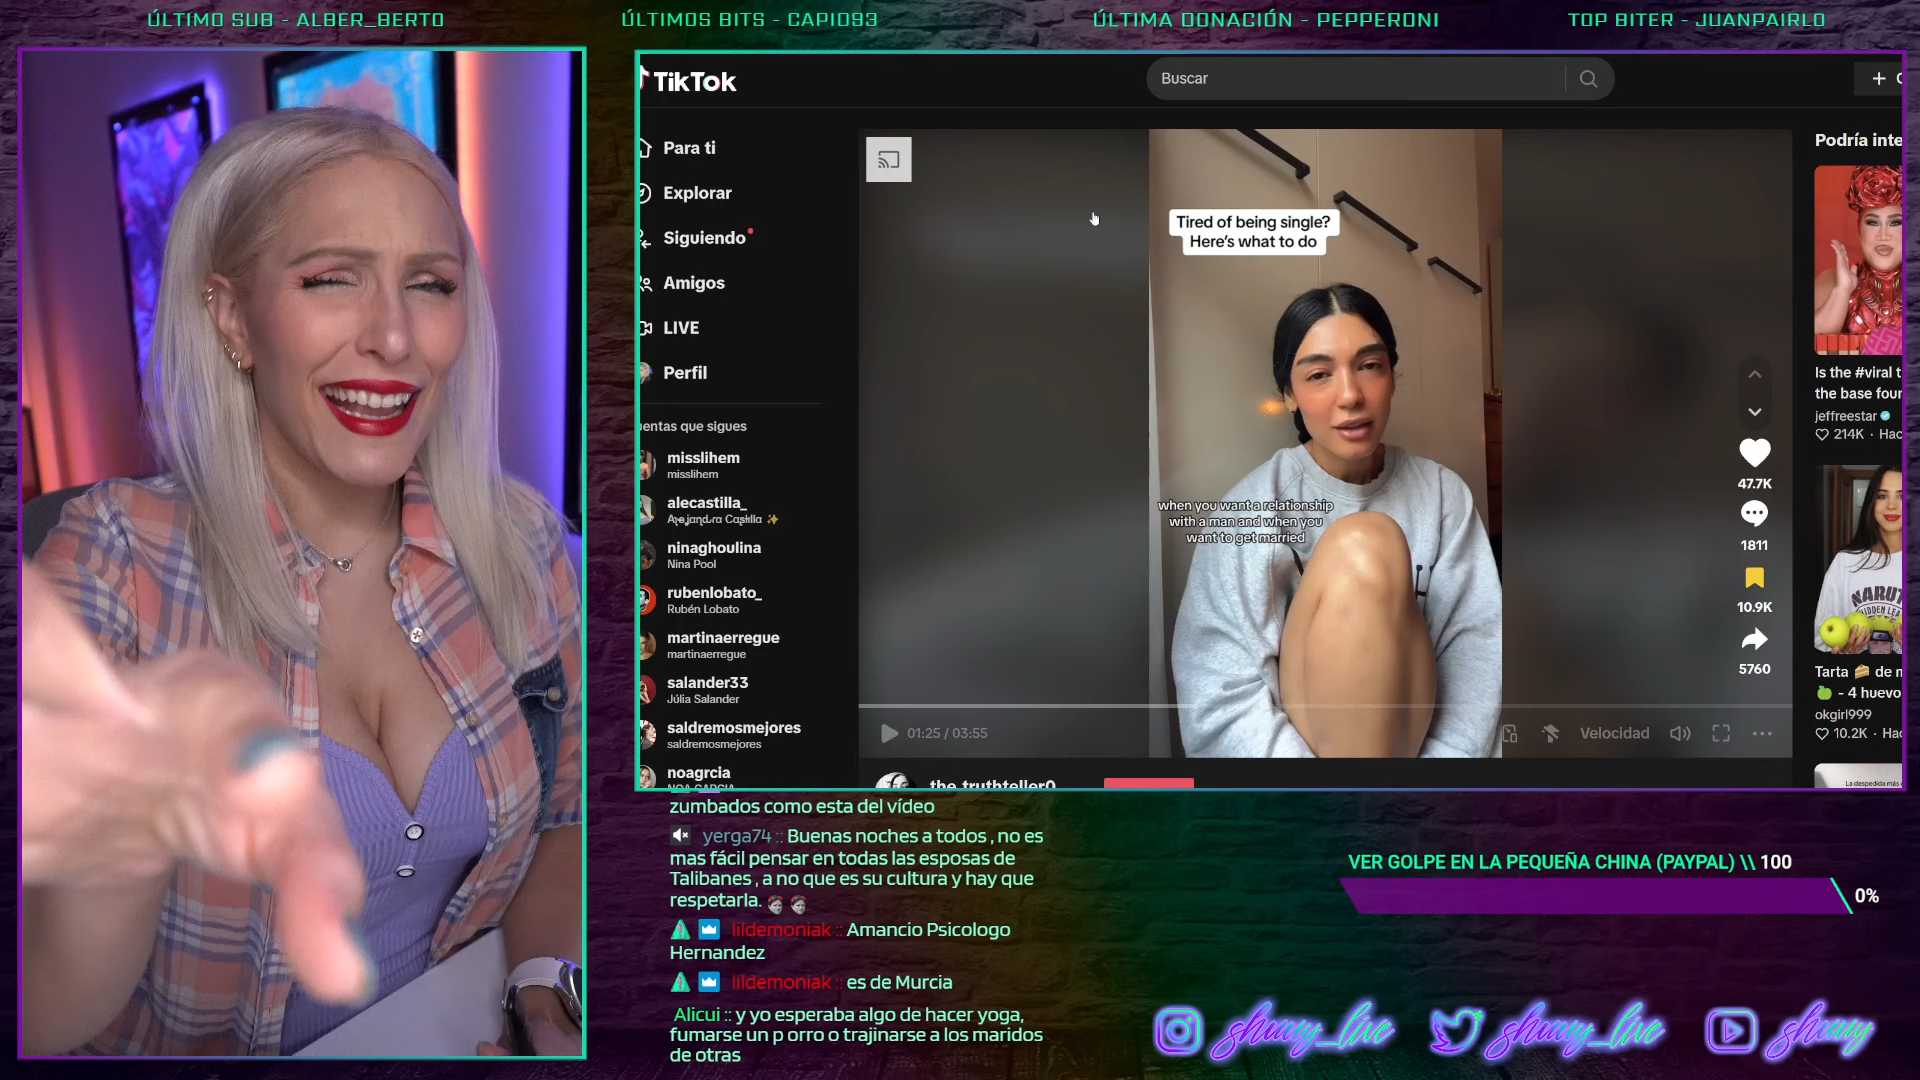 ÚLTIMO SUB - ALBER_BERTO
ÚLTIMOS BITS - CAPI093
ÚLTIMA DONACIÓN - PEPPERONI
TOP BITER - JUANPAIRLO
TikTok
Buscar
Para ti
Explorar
Siguiendo
Amigos
LIVE
Perfil
entas que sigues
misslihem
misslihem
alecastilla_
ninaghoulina
Nina Pool
rubenlobato_
Rubén Lobato
martinaerregue
martinaerregue
salander33
Júlia Salander
saldremosmejores
saldremosmejores
noagrcia
Tired of being single?
Here's what to do
when you want a relationship
with a man and when you
want to get married
47.7K
1811
10.9K
5760
01:25 / 03:55
Velocidad
the.truthteller0
Podría inte
Is the #viral t
the base four
jeffreestar
214K · Hac
NARUT
Tarta 🍰 de m
🍏 - 4 huevo
okgirl999
10.2K · Hac
La despedida más
zumbados como esta del vídeo
yerga74 :: Buenas noches a todos , no es
mas fácil pensar en todas las esposas de
Talibanes , a no que es su cultura y hay que
respetarla.
lildemoniak :: Amancio Psicologo
Hernandez
lildemoniak :: es de Murcia
Alicui :: y yo esperaba algo de hacer yoga,
fumarse un p orro o trajinarse a los maridos
de otras
VER GOLPE EN LA PEQUEÑA CHINA (PAYPAL) \\ 100
0%